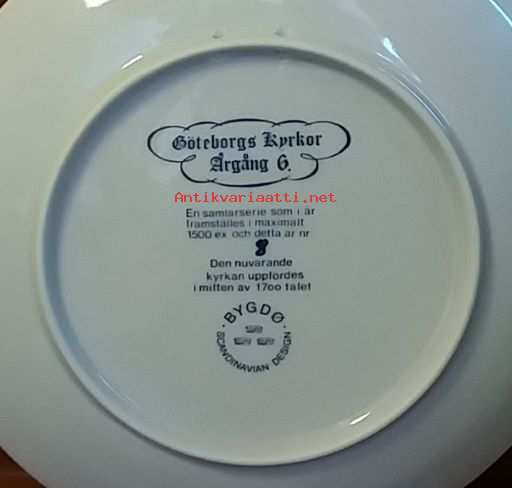 Göteborgs Kyrkor
Årgång 6.
Antikvariaatti.net
En samlarserie som i år
framställes i maximalt
1500 ex och detta är nr
8
Den nuvarande
kyrkan uppfördes
i mitten av 1700 talet
· BYGDØ ·
SCANDINAVIAN DESIGN